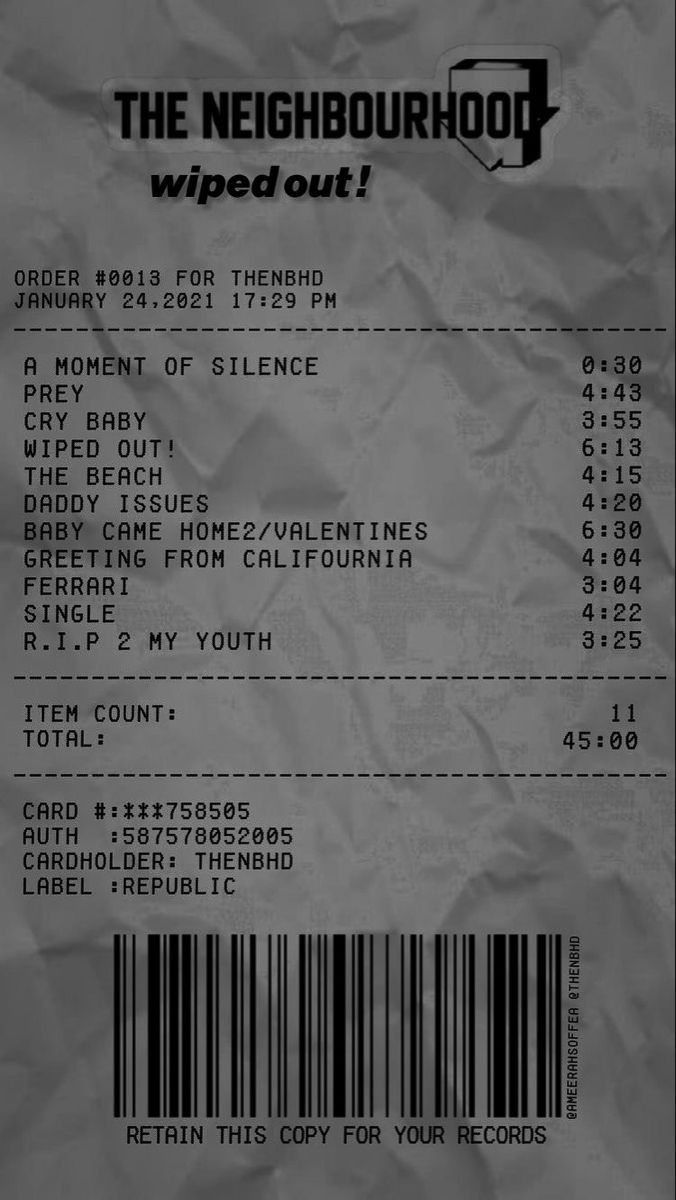 THE NEIGHBOURHOOD
wiped out!
ORDER #0013 FOR THENBHD
JANUARY 24,2021 17:29 PM
A MOMENT OF SILENCE 0:30
PREY 4:43
CRY BABY 3:55
WIPED OUT! 6:13
THE BEACH 4:15
DADDY ISSUES 4:20
BABY CAME HOME2/VALENTINES 6:30
GREETING FROM CALIFOURNIA 4:04
FERRARI 3:04
SINGLE 4:22
R.I.P 2 MY YOUTH 3:25
ITEM COUNT: 11
TOTAL: 45:00
CARD #:***758505
AUTH :587578052005
CARDHOLDER: THENBHD
LABEL :REPUBLIC
@AMEERAHSOFFEA @THENBHD
RETAIN THIS COPY FOR YOUR RECORDS